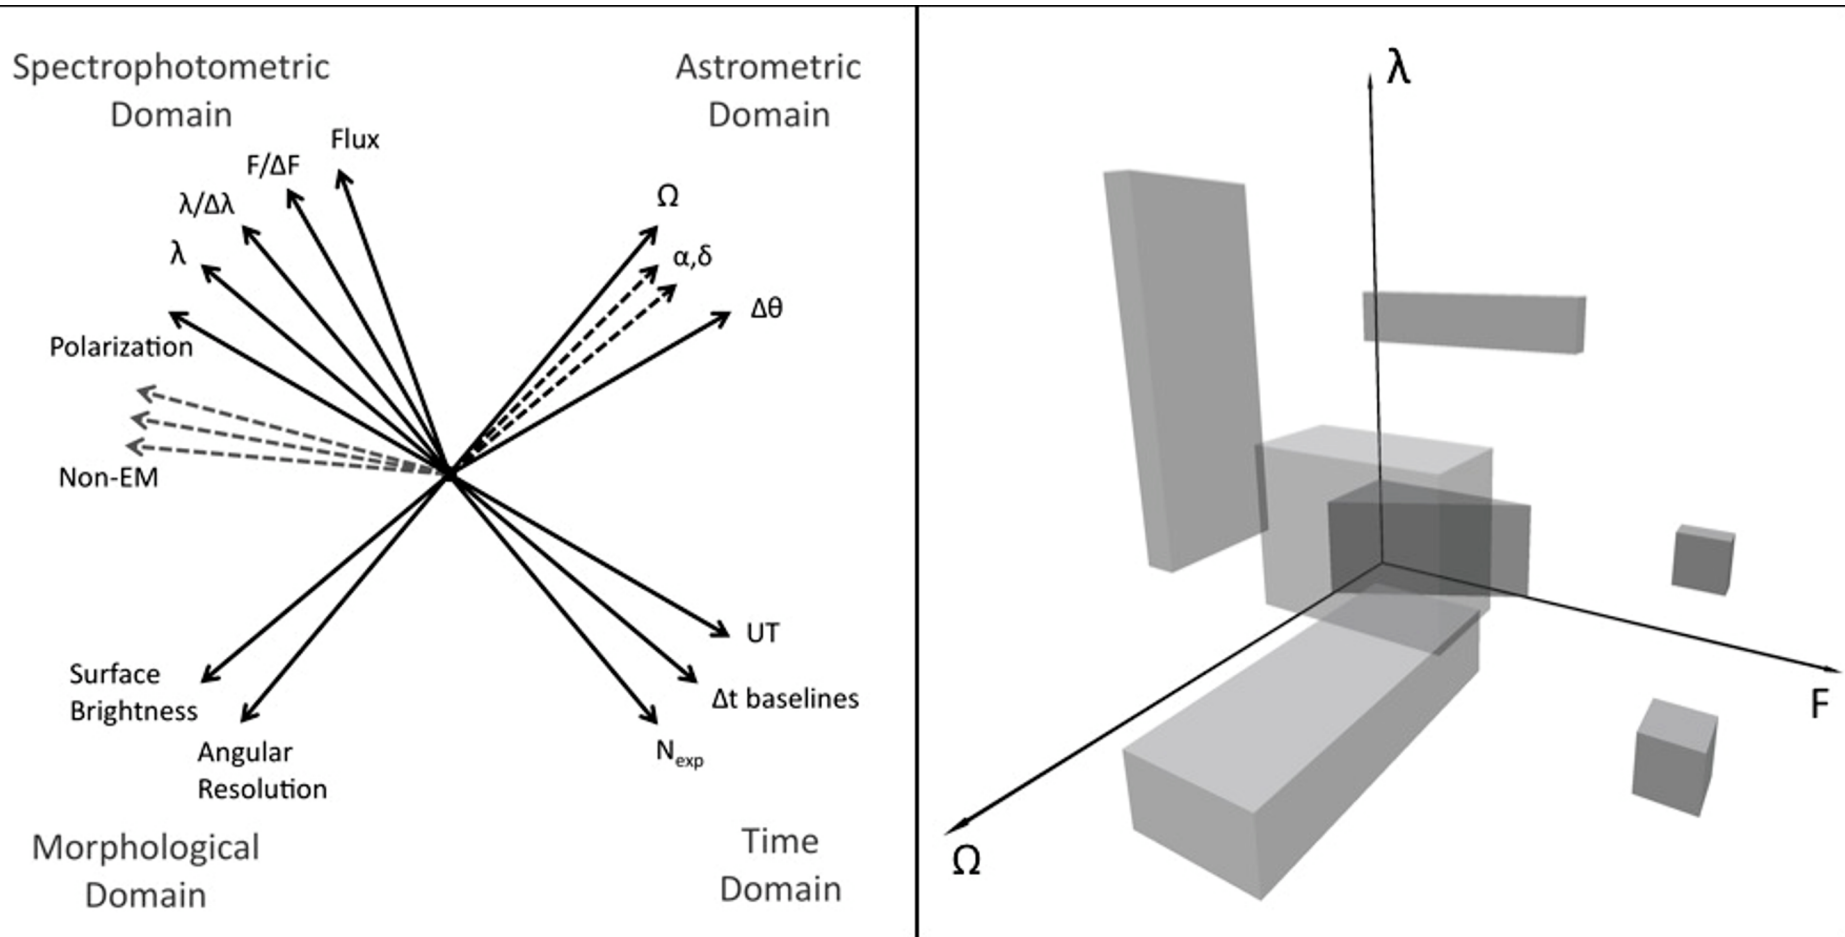 Spectrophotometric
Domain
Astrometric
Domain
Flux
F/ΔF
λ/Δλ
λ
Polarization
Non-EM
Ω
α,δ
Δθ
Surface
Brightness
Angular
Resolution
UT
Δt baselines
Nexp
Morphological
Domain
Time
Domain
λ
F
Ω